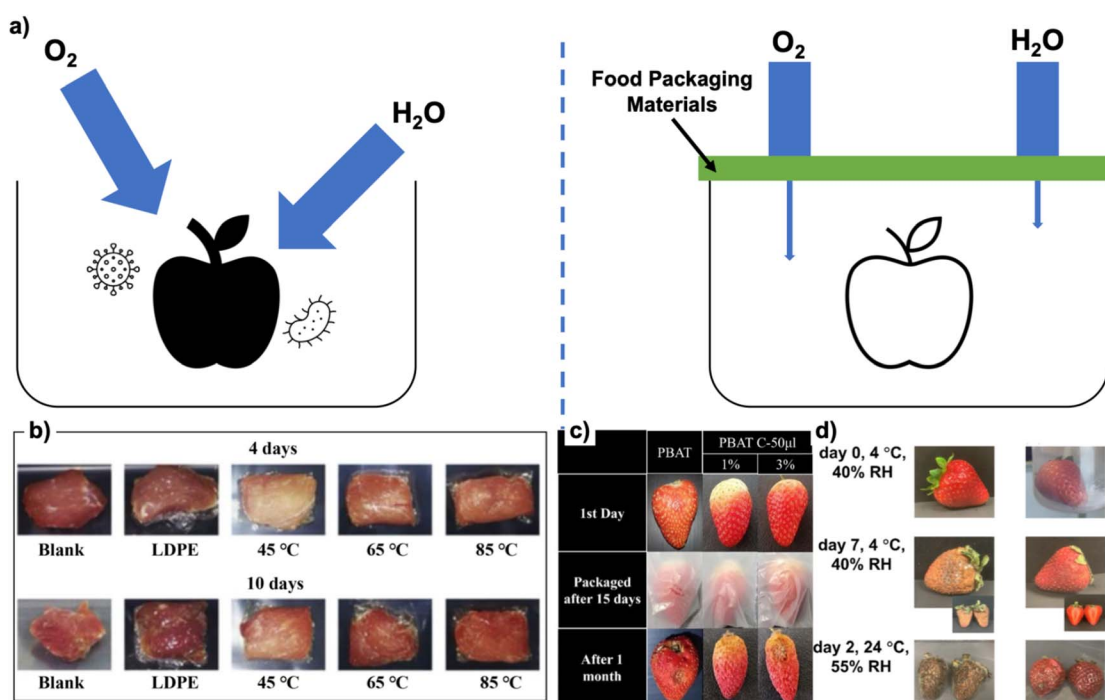 a)
O₂
H₂O
Food Packaging
Materials
O₂
H₂O
b)
4 days
Blank LDPE 45 °C 65 °C 85 °C
10 days
Blank LDPE 45 °C 65 °C 85 °C
c)
PBAT
PBAT C-50μl
1% 3%
1st Day
Packaged
after 15 days
After 1
month
d)
day 0, 4 °C,
40% RH
day 7, 4 °C,
40% RH
day 2, 24 °C,
55% RH